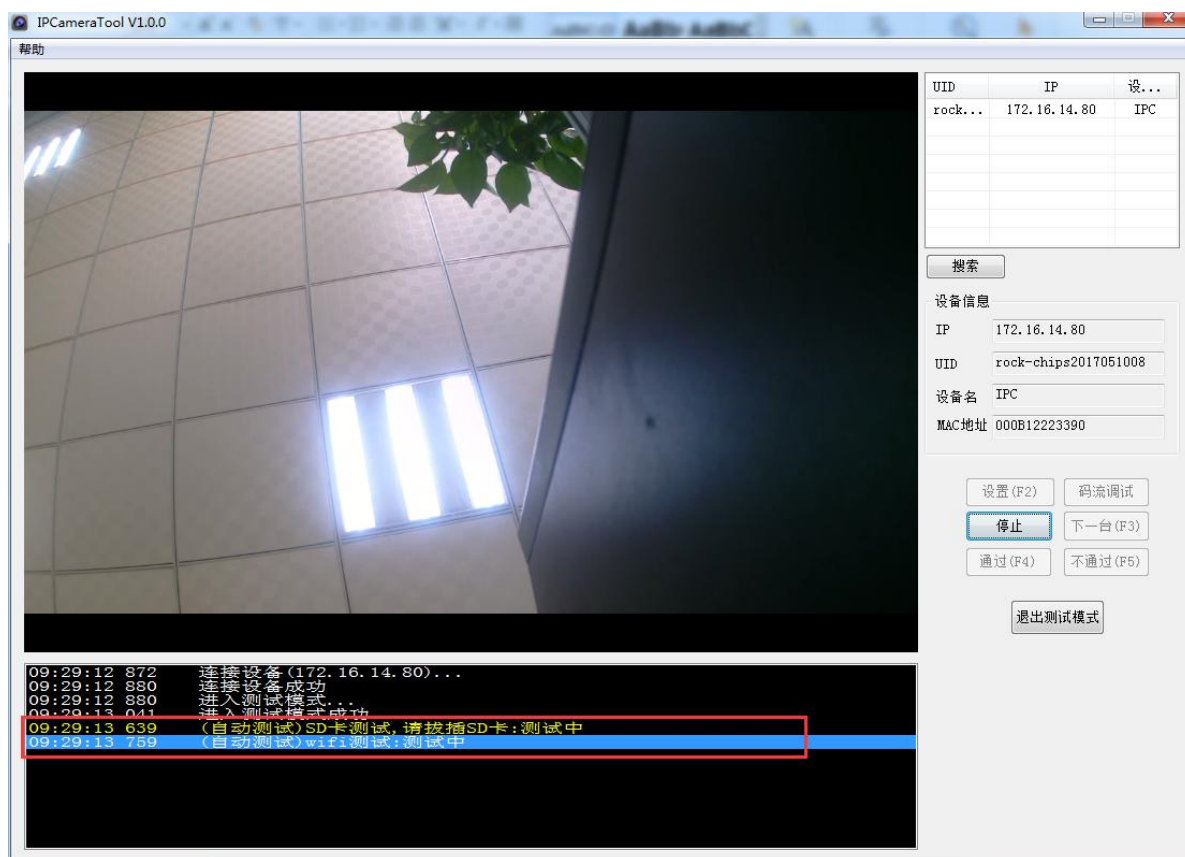 IPCameraTool V1.0.0
帮助
UID IP 设...
rock... 172.16.14.80 IPC
搜索
设备信息
IP 172.16.14.80
UID rock-chips2017051008
设备名 IPC
MAC地址 000B12223390
设置(F2) 码流调试
停止 下一台(F3)
通过(F4) 不通过(F5)
退出测试模式
09:29:12 872 连接设备(172.16.14.80)...
09:29:12 880 连接设备成功
09:29:12 880 进入测试模式...
09:29:13 041 进入测试模式成功
09:29:13 639 (自动测试)SD卡测试,请拔插SD卡:测试中
09:29:13 759 (自动测试)wifi测试:测试中